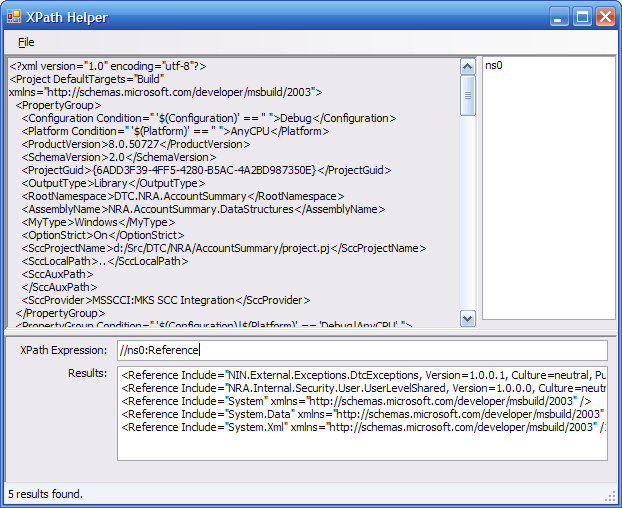 XPath Helper
File
<?xml version="1.0" encoding="utf-8"?>
<Project DefaultTargets="Build"
xmlns="http://schemas.microsoft.com/developer/msbuild/2003">
<PropertyGroup>
<Configuration Condition=" '$(Configuration)' == '' ">Debug</Configuration>
<Platform Condition=" '$(Platform)' == '' ">AnyCPU</Platform>
<ProductVersion>8.0.50727</ProductVersion>
<SchemaVersion>2.0</SchemaVersion>
<ProjectGuid>{6ADD3F39-4FF5-4280-B5AC-4A2BD987350E}</ProjectGuid>
<OutputType>Library</OutputType>
<RootNamespace>DTC.NRA.AccountSummary</RootNamespace>
<AssemblyName>NRA.AccountSummary.DataStructures</AssemblyName>
<MyType>Windows</MyType>
<OptionStrict>On</OptionStrict>
<SccProjectName>d:/Src/DTC/NRA/AccountSummary/project.pj</SccProjectName>
<SccLocalPath>..</SccLocalPath>
<SccAuxPath>
</SccAuxPath>
<SccProvider>MSSCCI:MKS SCC Integration</SccProvider>
</PropertyGroup>
<PropertyGroup Condition=" '$(Configuration)|$(Platform)' == 'Debug|AnyCPU' ">
ns0
XPath Expression: //ns0:Reference
Results:
<Reference Include="NIN.External.Exceptions.DtcExceptions, Version=1.0.0.1, Culture=neutral, Pu
<Reference Include="NRA.Internal.Security.User.UserLevelShared, Version=1.0.0.0, Culture=neut
<Reference Include="System" xmlns="http://schemas.microsoft.com/developer/msbuild/2003" />
<Reference Include="System.Data" xmlns="http://schemas.microsoft.com/developer/msbuild/2003"
<Reference Include="System.Xml" xmlns="http://schemas.microsoft.com/developer/msbuild/2003" />
5 results found.